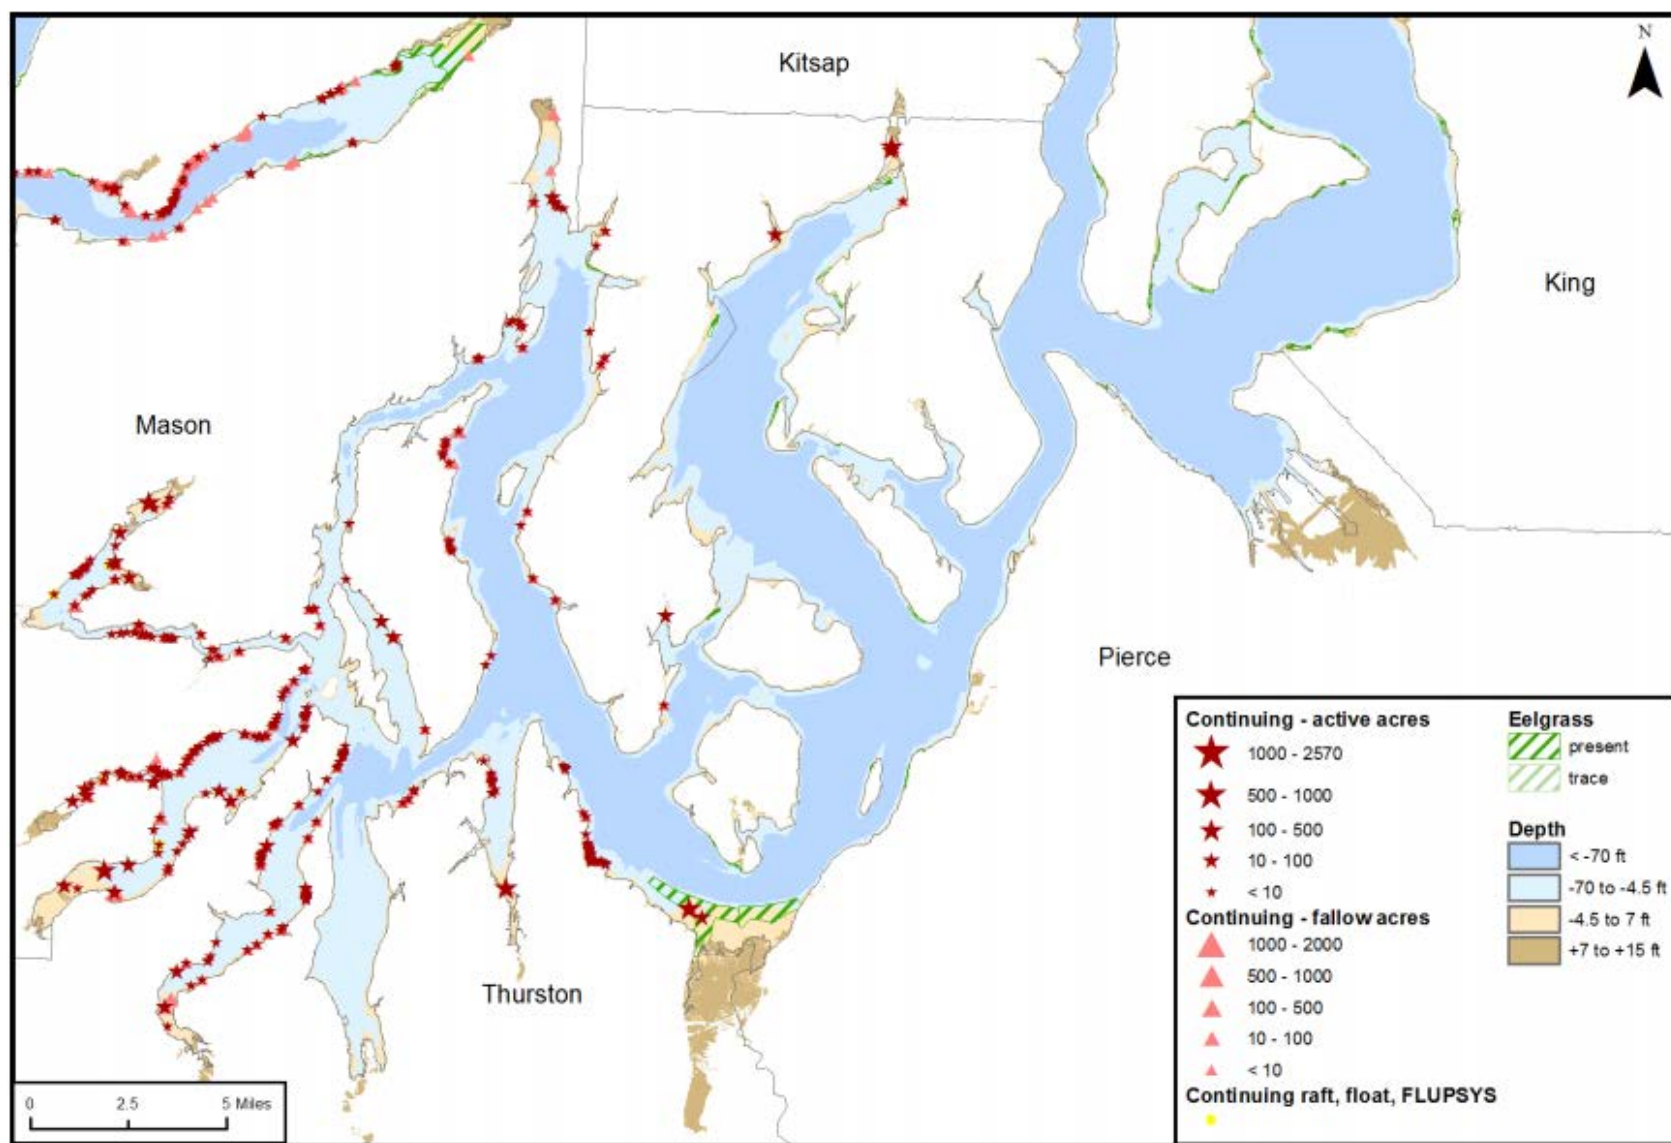 N
Kitsap
King
Mason
Pierce
Thurston
0 2.5 5 Miles
Continuing - active acres
1000 - 2570
500 - 1000
100 - 500
10 - 100
< 10
Continuing - fallow acres
1000 - 2000
500 - 1000
100 - 500
10 - 100
< 10
Continuing raft, float, FLUPSYS
Eelgrass
present
trace
Depth
< -70 ft
-70 to -4.5 ft
-4.5 to 7 ft
+7 to +15 ft